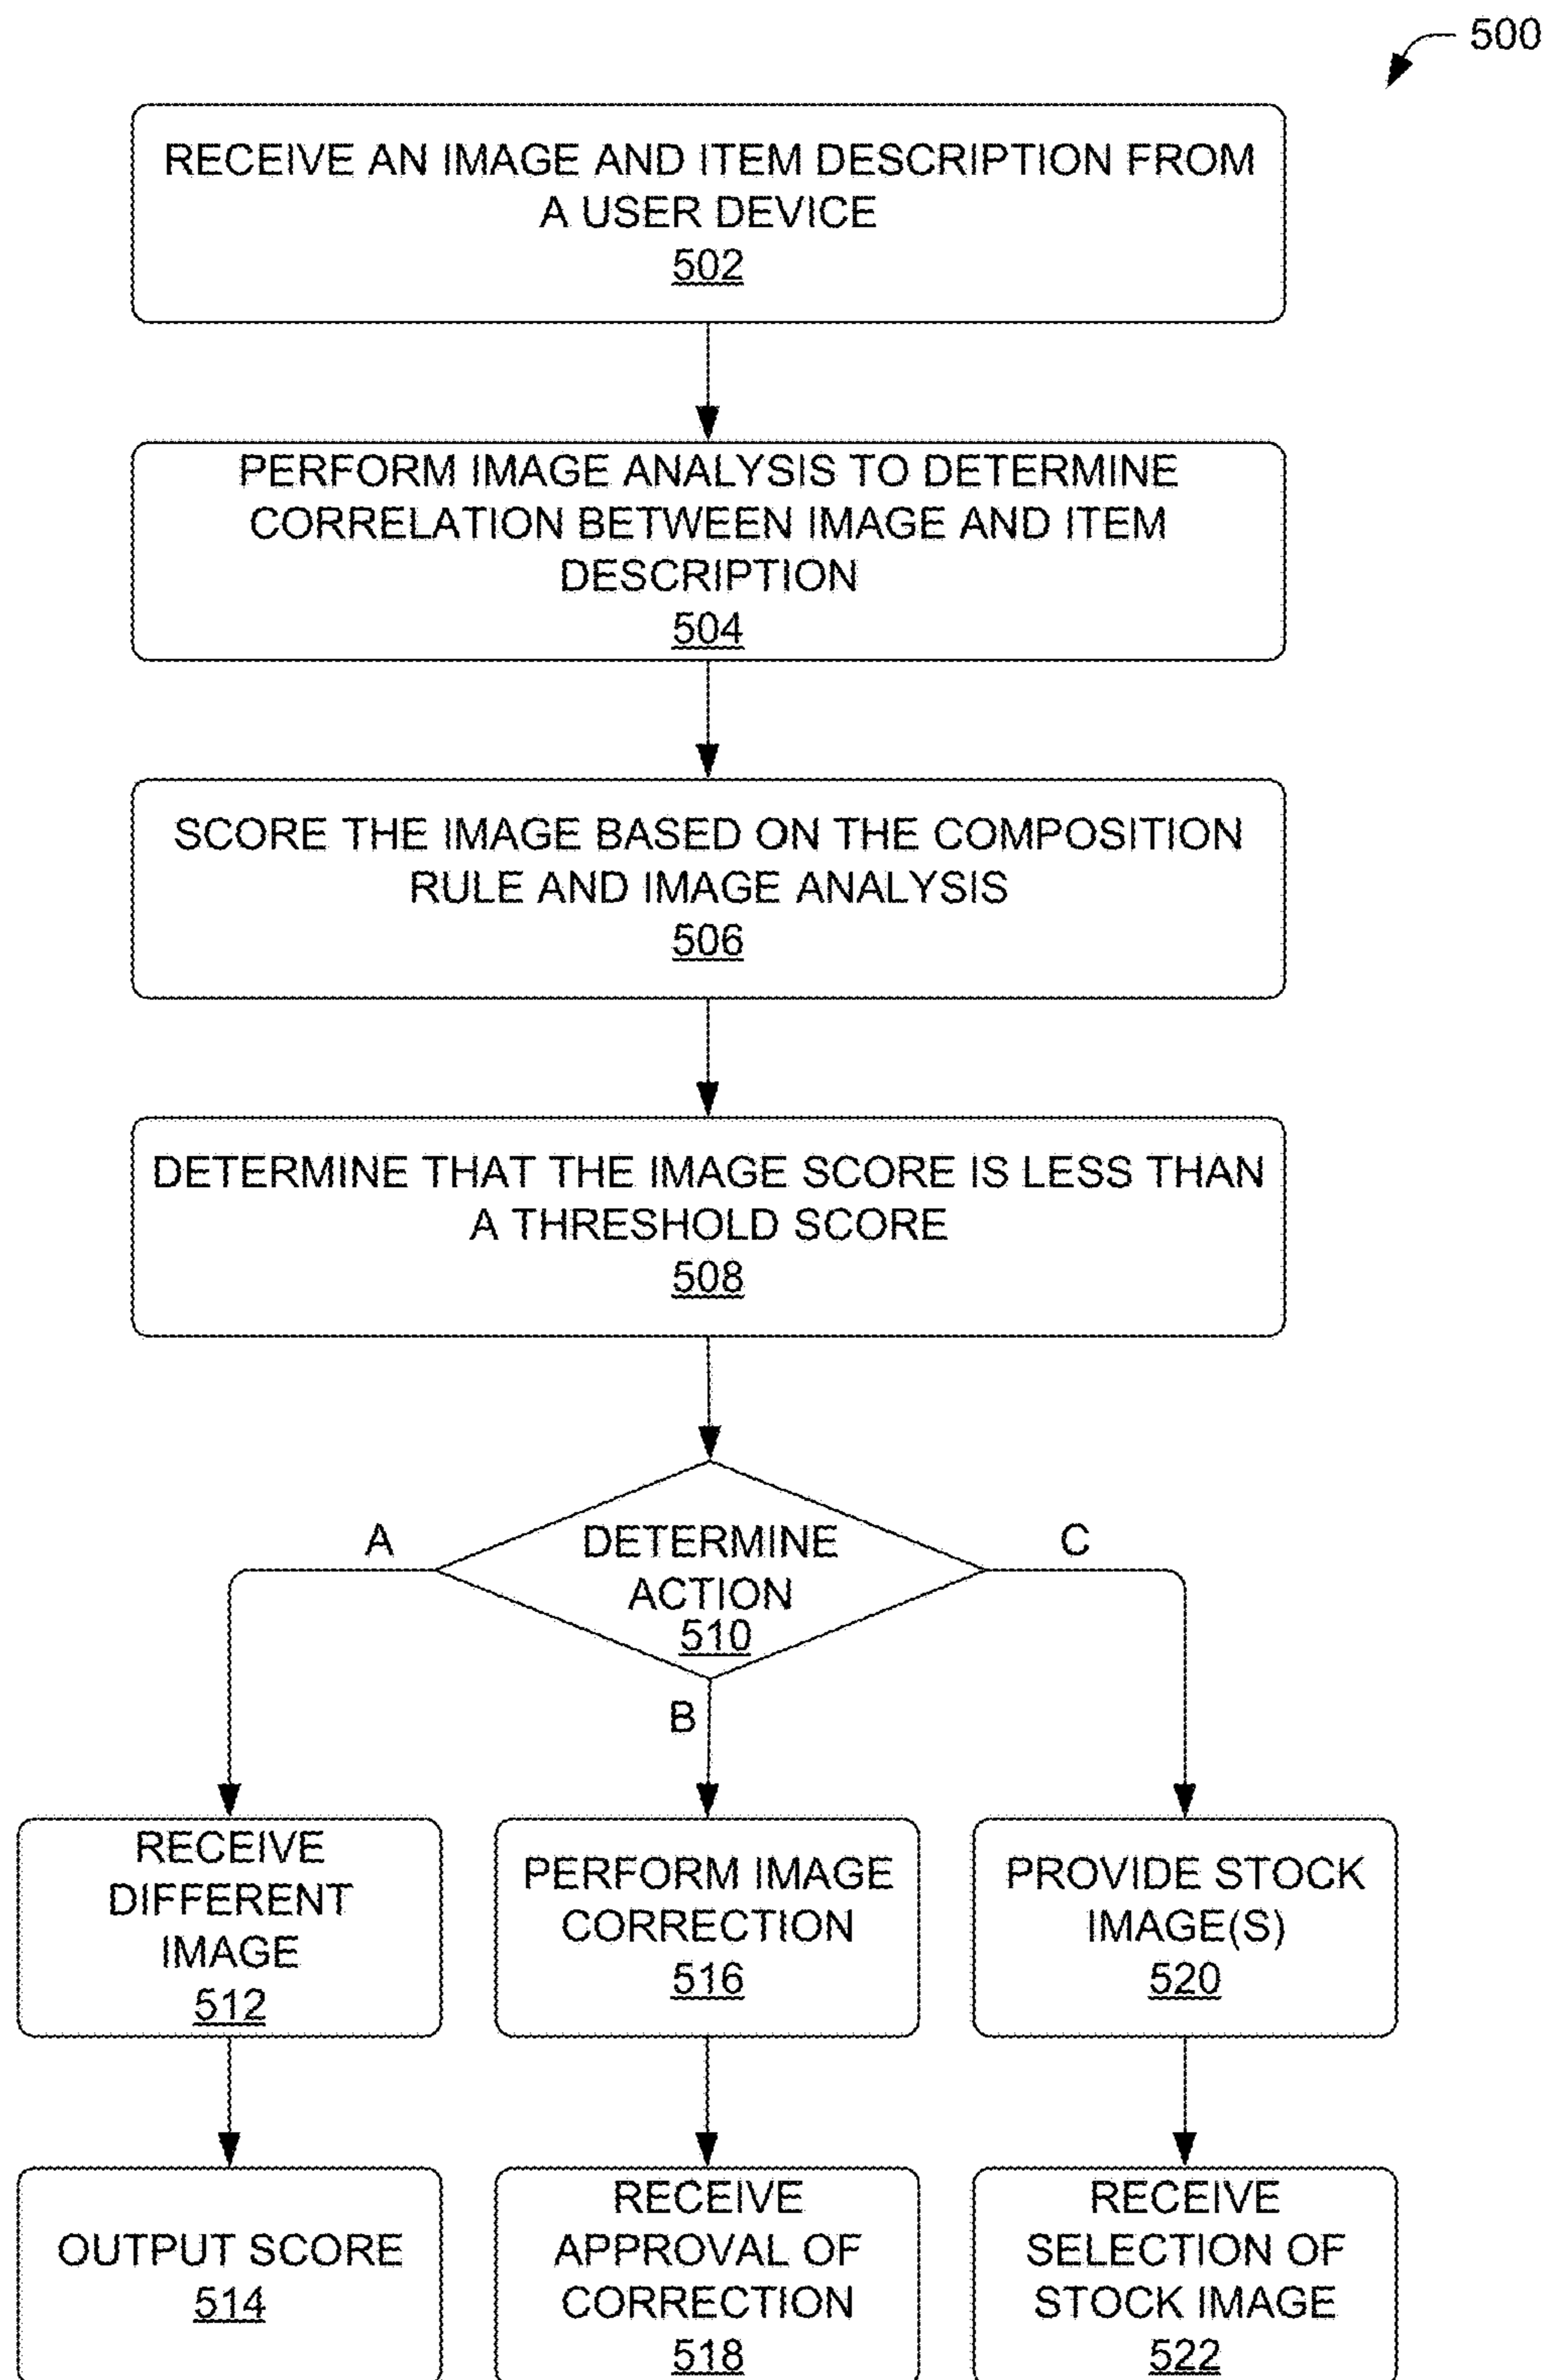 500
RECEIVE AN IMAGE AND ITEM DESCRIPTION FROM
A USER DEVICE
502
PERFORM IMAGE ANALYSIS TO DETERMINE
CORRELATION BETWEEN IMAGE AND ITEM
DESCRIPTION
504
SCORE THE IMAGE BASED ON THE COMPOSITION
RULE AND IMAGE ANALYSIS
506
DETERMINE THAT THE IMAGE SCORE IS LESS THAN
A THRESHOLD SCORE
508
DETERMINE
ACTION
510
A
B
C
RECEIVE
DIFFERENT
IMAGE
512
PERFORM IMAGE
CORRECTION
516
PROVIDE STOCK
IMAGE(S)
520
OUTPUT SCORE
514
RECEIVE
APPROVAL OF
CORRECTION
518
RECEIVE
SELECTION OF
STOCK IMAGE
522